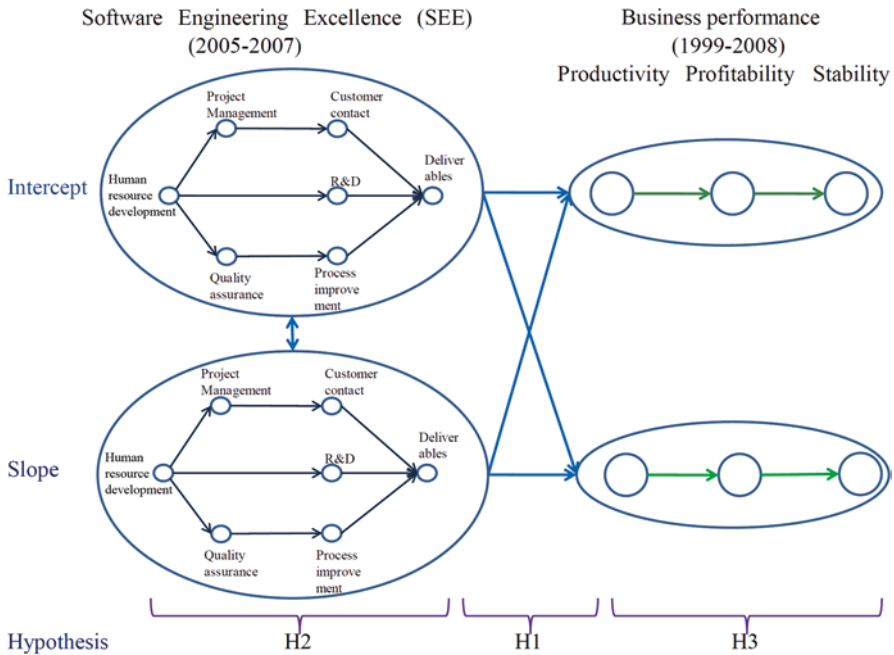 Software Engineering Excellence (SEE)
(2005-2007)
Business performance
(1999-2008)
Productivity Profitability Stability
Intercept
Project
Management
Customer
contact
Human
resource
development
R&D
Deliver
ables
Quality
assurance
Process
improve
ment
Slope
Project
Management
Customer
contact
Human
resource
development
R&D
Deliver
ables
Quality
assurance
Process
improve
ment
Hypothesis
H2
H1
H3